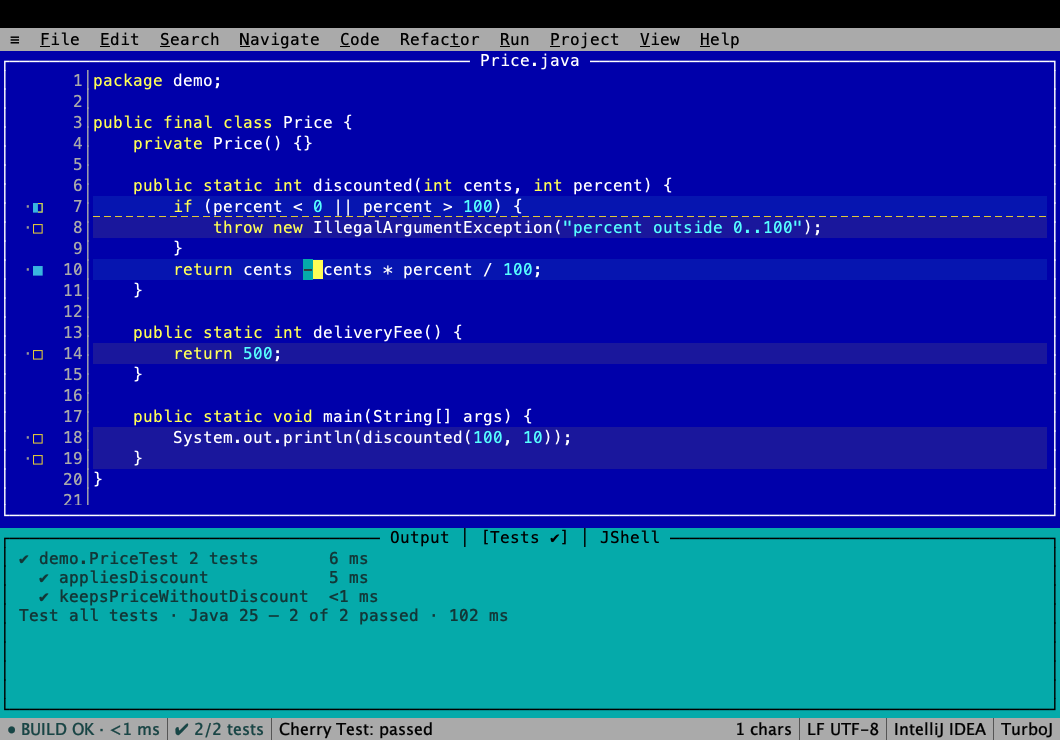 ≡ File Edit Search Navigate Code Refactor Run Project View Help
Price.java
1 package demo;
2
3 public final class Price {
4     private Price() {}
5
6     public static int discounted(int cents, int percent) {
7         if (percent < 0 || percent > 100) {
8             throw new IllegalArgumentException("percent outside 0..100");
9         }
10         return cents - cents * percent / 100;
11     }
12
13     public static int deliveryFee() {
14         return 500;
15     }
16
17     public static void main(String[] args) {
18         System.out.println(discounted(100, 10));
19     }
20 }
21
Output │ [Tests ✔] │ JShell
✔ demo.PriceTest 2 tests 6 ms
✔ appliesDiscount 5 ms
✔ keepsPriceWithoutDiscount <1 ms
Test all tests · Java 25 — 2 of 2 passed · 102 ms
● BUILD OK · <1 ms ✔ 2/2 tests Cherry Test: passed 1 chars LF UTF-8 IntelliJ IDEA TurboJ